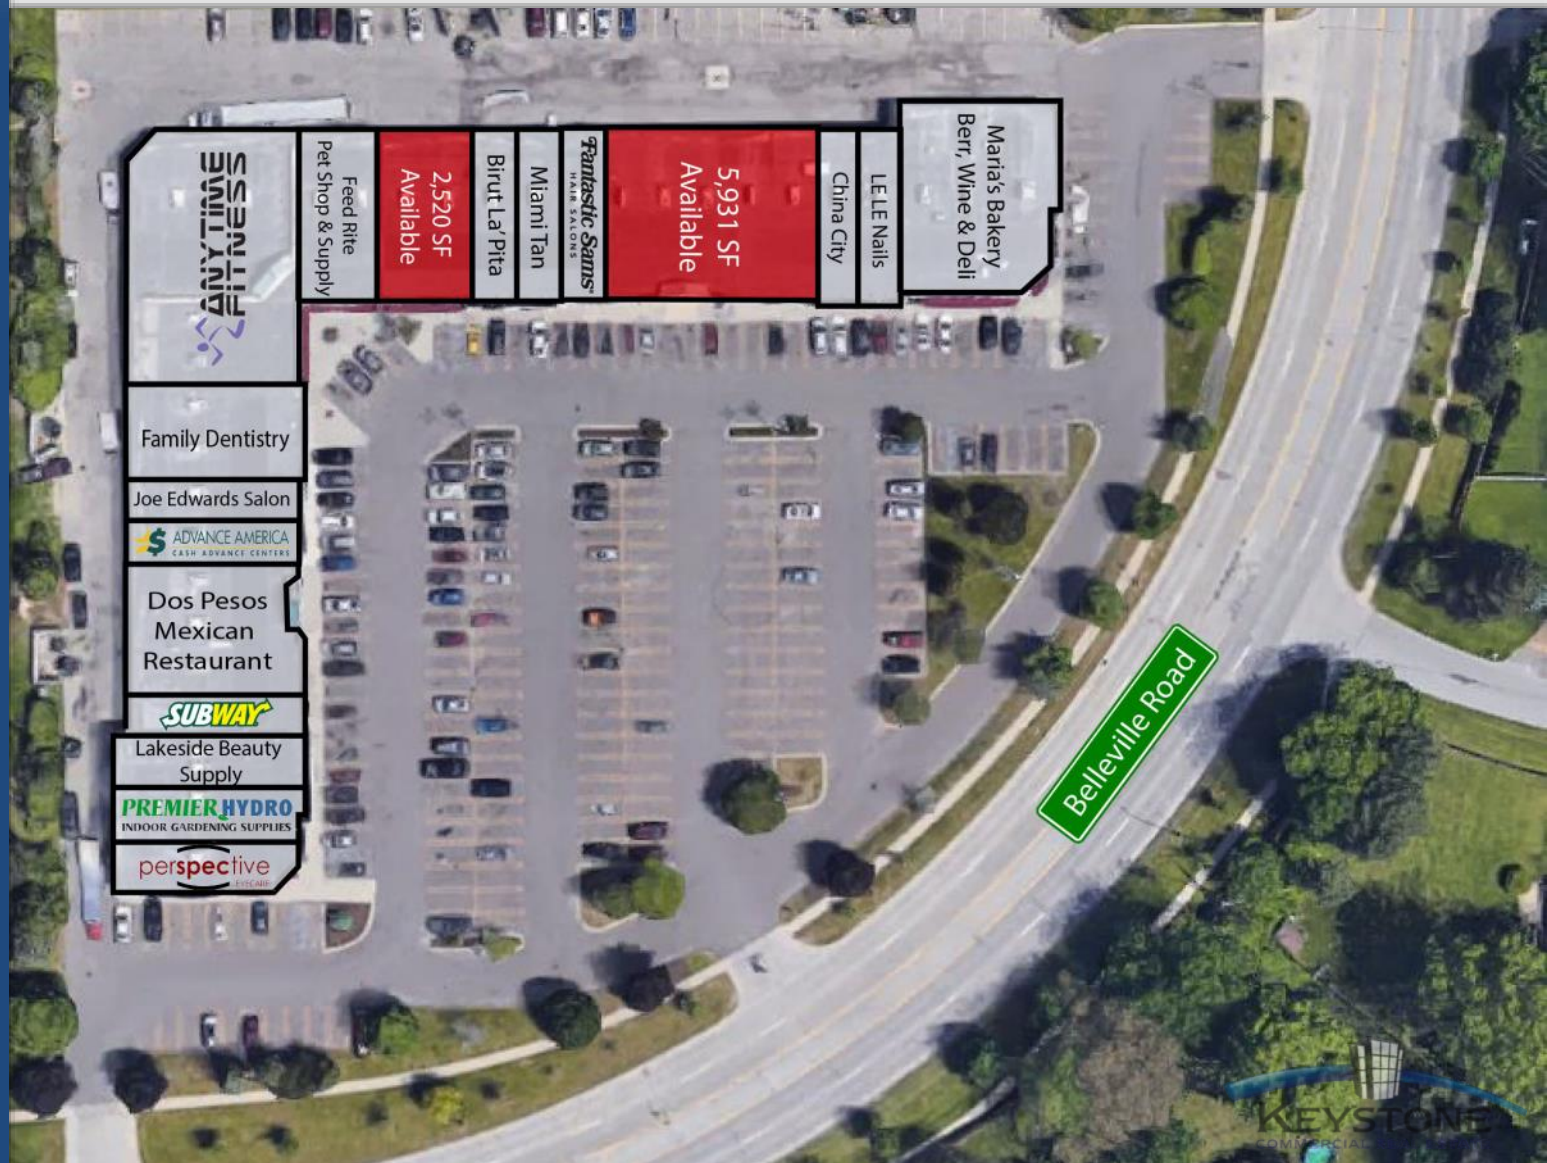 ANYTIME
FITNESS
Feed Rite
Pet Shop & Supply
2,520 SF
Available
Birut La'Pita
Miami Tan
Fantastic Sams
HAIR SALONS
5,931 SF
Available
China City
LE LE Nails
Maria's Bakery
Berr, Wine & Deli
Family Dentistry
Joe Edwards Salon
$ ADVANCE AMERICA
CASH ADVANCE CENTERS
Dos Pesos
Mexican
Restaurant
SUBWAY
Lakeside Beauty
Supply
PREMIER HYDRO
INDOOR GARDENING SUPPLIES
perspective
EYECARE
Belleville Road
KEYSTONE
COMMERCIAL